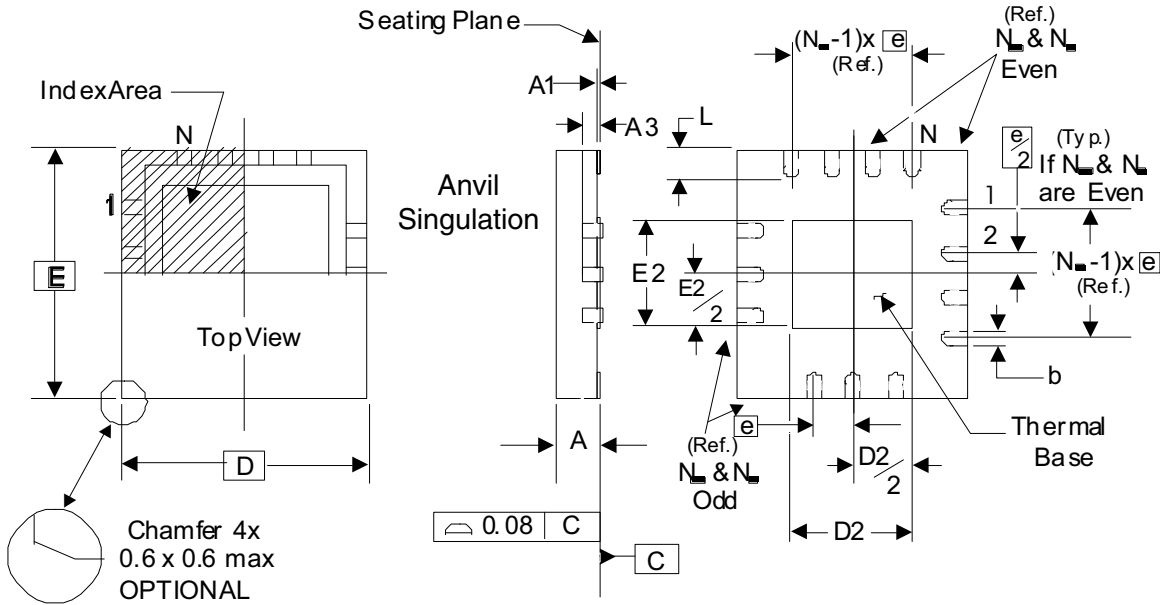 Seating Plane
Index Area
N
1
E
Top View
D
Chamfer 4x
0.6 x 0.6 max
OPTIONAL
A1
A3
Anvil
Singulation
A
0.08 C
C
L
(N -1)x e
(Ref.)
(Ref.)
N & N
Even
N
e/2
(Typ.)
If N & N
are Even
1
2
(N -1)x e
(Ref.)
E2
E2/2
b
Thermal
Base
e
(Ref.)
N & N
Odd
D2/2
D2